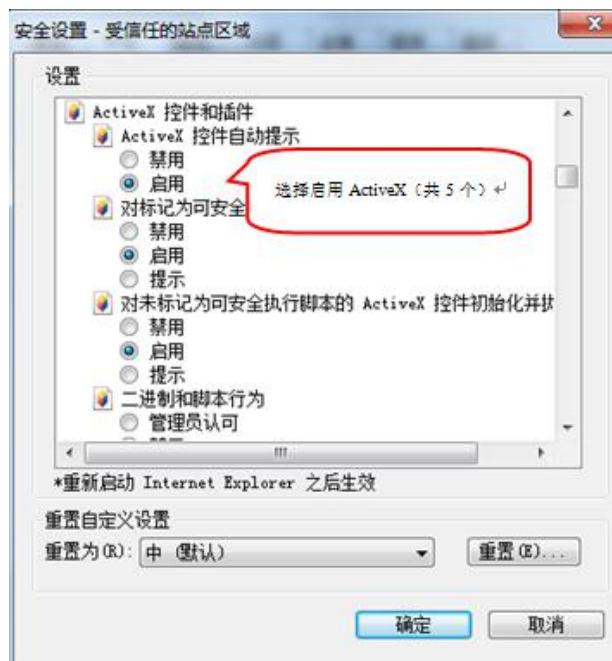 安全设置 - 受信任的站点区域
设置
ActiveX 控件和插件
ActiveX 控件自动提示
禁用
启用
选择启用 ActiveX（共 5 个）↵
对标记为可安全
禁用
启用
提示
对未标记为可安全执行脚本的 ActiveX 控件初始化并执
禁用
启用
提示
二进制和脚本行为
管理员认可
*重新启动 Internet Explorer 之后生效
重置自定义设置
重置为(R): 中 (默认) 重置(E)...
确定 取消